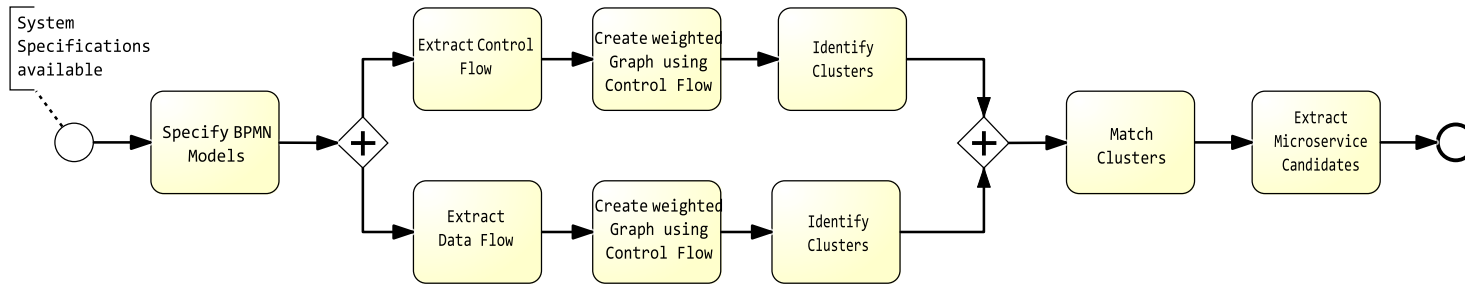 System
Specifications
available
Specify BPMN
Models
Extract Control
Flow
Create weighted
Graph using
Control Flow
Identify
Clusters
Extract
Data Flow
Create weighted
Graph using
Control Flow
Identify
Clusters
Match
Clusters
Extract
Microservice
Candidates